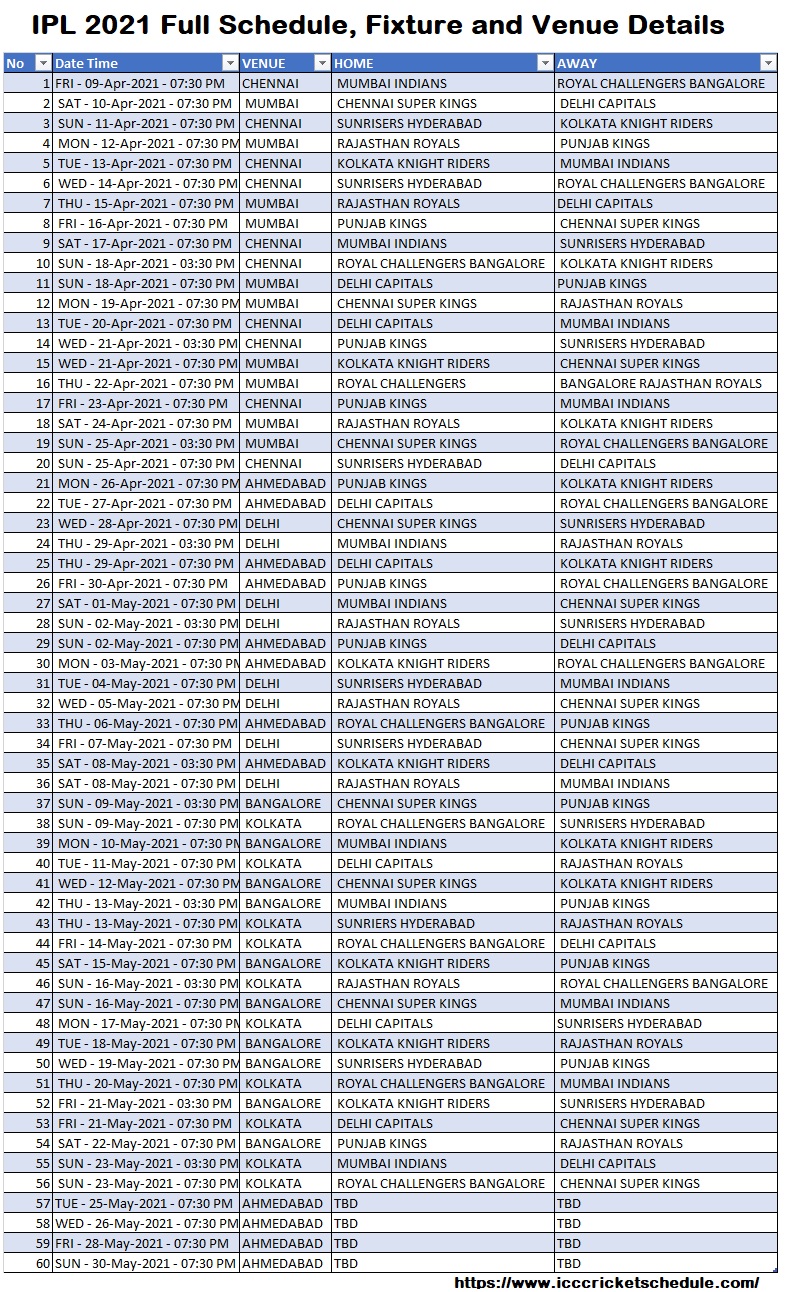 IPL 2021 Full Schedule, Fixture and Venue Details
No Date Time VENUE HOME AWAY
1 FRI - 09-Apr-2021 - 07:30 PM CHENNAI MUMBAI INDIANS ROYAL CHALLENGERS BANGALORE
2 SAT - 10-Apr-2021 - 07:30 PM MUMBAI CHENNAI SUPER KINGS DELHI CAPITALS
3 SUN - 11-Apr-2021 - 07:30 PM CHENNAI SUNRISERS HYDERABAD KOLKATA KNIGHT RIDERS
4 MON - 12-Apr-2021 - 07:30 PM MUMBAI RAJASTHAN ROYALS PUNJAB KINGS
5 TUE - 13-Apr-2021 - 07:30 PM CHENNAI KOLKATA KNIGHT RIDERS MUMBAI INDIANS
6 WED - 14-Apr-2021 - 07:30 PM CHENNAI SUNRISERS HYDERABAD ROYAL CHALLENGERS BANGALORE
7 THU - 15-Apr-2021 - 07:30 PM MUMBAI RAJASTHAN ROYALS DELHI CAPITALS
8 FRI - 16-Apr-2021 - 07:30 PM MUMBAI PUNJAB KINGS CHENNAI SUPER KINGS
9 SAT - 17-Apr-2021 - 07:30 PM CHENNAI MUMBAI INDIANS SUNRISERS HYDERABAD
10 SUN - 18-Apr-2021 - 03:30 PM CHENNAI ROYAL CHALLENGERS BANGALORE KOLKATA KNIGHT RIDERS
11 SUN - 18-Apr-2021 - 07:30 PM MUMBAI DELHI CAPITALS PUNJAB KINGS
12 MON - 19-Apr-2021 - 07:30 PM MUMBAI CHENNAI SUPER KINGS RAJASTHAN ROYALS
13 TUE - 20-Apr-2021 - 07:30 PM CHENNAI DELHI CAPITALS MUMBAI INDIANS
14 WED - 21-Apr-2021 - 03:30 PM CHENNAI PUNJAB KINGS SUNRISERS HYDERABAD
15 WED - 21-Apr-2021 - 07:30 PM MUMBAI KOLKATA KNIGHT RIDERS CHENNAI SUPER KINGS
16 THU - 22-Apr-2021 - 07:30 PM MUMBAI ROYAL CHALLENGERS BANGALORE RAJASTHAN ROYALS
17 FRI - 23-Apr-2021 - 07:30 PM CHENNAI PUNJAB KINGS MUMBAI INDIANS
18 SAT - 24-Apr-2021 - 07:30 PM MUMBAI RAJASTHAN ROYALS KOLKATA KNIGHT RIDERS
19 SUN - 25-Apr-2021 - 03:30 PM MUMBAI CHENNAI SUPER KINGS ROYAL CHALLENGERS BANGALORE
20 SUN - 25-Apr-2021 - 07:30 PM CHENNAI SUNRISERS HYDERABAD DELHI CAPITALS
21 MON - 26-Apr-2021 - 07:30 PM AHMEDABAD PUNJAB KINGS KOLKATA KNIGHT RIDERS
22 TUE - 27-Apr-2021 - 07:30 PM AHMEDABAD DELHI CAPITALS ROYAL CHALLENGERS BANGALORE
23 WED - 28-Apr-2021 - 07:30 PM DELHI CHENNAI SUPER KINGS SUNRISERS HYDERABAD
24 THU - 29-Apr-2021 - 03:30 PM DELHI MUMBAI INDIANS RAJASTHAN ROYALS
25 THU - 29-Apr-2021 - 07:30 PM AHMEDABAD DELHI CAPITALS KOLKATA KNIGHT RIDERS
26 FRI - 30-Apr-2021 - 07:30 PM AHMEDABAD PUNJAB KINGS ROYAL CHALLENGERS BANGALORE
27 SAT - 01-May-2021 - 07:30 PM DELHI MUMBAI INDIANS CHENNAI SUPER KINGS
28 SUN - 02-May-2021 - 03:30 PM DELHI RAJASTHAN ROYALS SUNRISERS HYDERABAD
29 SUN - 02-May-2021 - 07:30 PM AHMEDABAD PUNJAB KINGS DELHI CAPITALS
30 MON - 03-May-2021 - 07:30 PM AHMEDABAD KOLKATA KNIGHT RIDERS ROYAL CHALLENGERS BANGALORE
31 TUE - 04-May-2021 - 07:30 PM DELHI SUNRISERS HYDERABAD MUMBAI INDIANS
32 WED - 05-May-2021 - 07:30 PM DELHI RAJASTHAN ROYALS CHENNAI SUPER KINGS
33 THU - 06-May-2021 - 07:30 PM AHMEDABAD ROYAL CHALLENGERS BANGALORE PUNJAB KINGS
34 FRI - 07-May-2021 - 07:30 PM DELHI SUNRISERS HYDERABAD CHENNAI SUPER KINGS
35 SAT - 08-May-2021 - 03:30 PM AHMEDABAD KOLKATA KNIGHT RIDERS DELHI CAPITALS
36 SAT - 08-May-2021 - 07:30 PM DELHI RAJASTHAN ROYALS MUMBAI INDIANS
37 SUN - 09-May-2021 - 03:30 PM BANGALORE CHENNAI SUPER KINGS PUNJAB KINGS
38 SUN - 09-May-2021 - 07:30 PM KOLKATA ROYAL CHALLENGERS BANGALORE SUNRISERS HYDERABAD
39 MON - 10-May-2021 - 07:30 PM BANGALORE MUMBAI INDIANS KOLKATA KNIGHT RIDERS
40 TUE - 11-May-2021 - 07:30 PM KOLKATA DELHI CAPITALS RAJASTHAN ROYALS
41 WED - 12-May-2021 - 07:30 PM BANGALORE CHENNAI SUPER KINGS KOLKATA KNIGHT RIDERS
42 THU - 13-May-2021 - 03:30 PM BANGALORE MUMBAI INDIANS PUNJAB KINGS
43 THU - 13-May-2021 - 07:30 PM KOLKATA SUNRIERS HYDERABAD RAJASTHAN ROYALS
44 FRI - 14-May-2021 - 07:30 PM KOLKATA ROYAL CHALLENGERS BANGALORE DELHI CAPITALS
45 SAT - 15-May-2021 - 07:30 PM BANGALORE KOLKATA KNIGHT RIDERS PUNJAB KINGS
46 SUN - 16-May-2021 - 03:30 PM KOLKATA RAJASTHAN ROYALS ROYAL CHALLENGERS BANGALORE
47 SUN - 16-May-2021 - 07:30 PM BANGALORE CHENNAI SUPER KINGS MUMBAI INDIANS
48 MON - 17-May-2021 - 07:30 PM KOLKATA DELHI CAPITALS SUNRISERS HYDERABAD
49 TUE - 18-May-2021 - 07:30 PM BANGALORE KOLKATA KNIGHT RIDERS RAJASTHAN ROYALS
50 WED - 19-May-2021 - 07:30 PM BANGALORE SUNRISERS HYDERABAD PUNJAB KINGS
51 THU - 20-May-2021 - 07:30 PM KOLKATA ROYAL CHALLENGERS BANGALORE MUMBAI INDIANS
52 FRI - 21-May-2021 - 03:30 PM BANGALORE KOLKATA KNIGHT RIDERS SUNRISERS HYDERABAD
53 FRI - 21-May-2021 - 07:30 PM KOLKATA DELHI CAPITALS CHENNAI SUPER KINGS
54 SAT - 22-May-2021 - 07:30 PM BANGALORE PUNJAB KINGS RAJASTHAN ROYALS
55 SUN - 23-May-2021 - 03:30 PM KOLKATA MUMBAI INDIANS DELHI CAPITALS
56 SUN - 23-May-2021 - 07:30 PM KOLKATA ROYAL CHALLENGERS BANGALORE CHENNAI SUPER KINGS
57 TUE - 25-May-2021 - 07:30 PM AHMEDABAD TBD TBD
58 WED - 26-May-2021 - 07:30 PM AHMEDABAD TBD TBD
59 FRI - 28-May-2021 - 07:30 PM AHMEDABAD TBD TBD
60 SUN - 30-May-2021 - 07:30 PM AHMEDABAD TBD TBD
https://www.icccricketschedule.com/